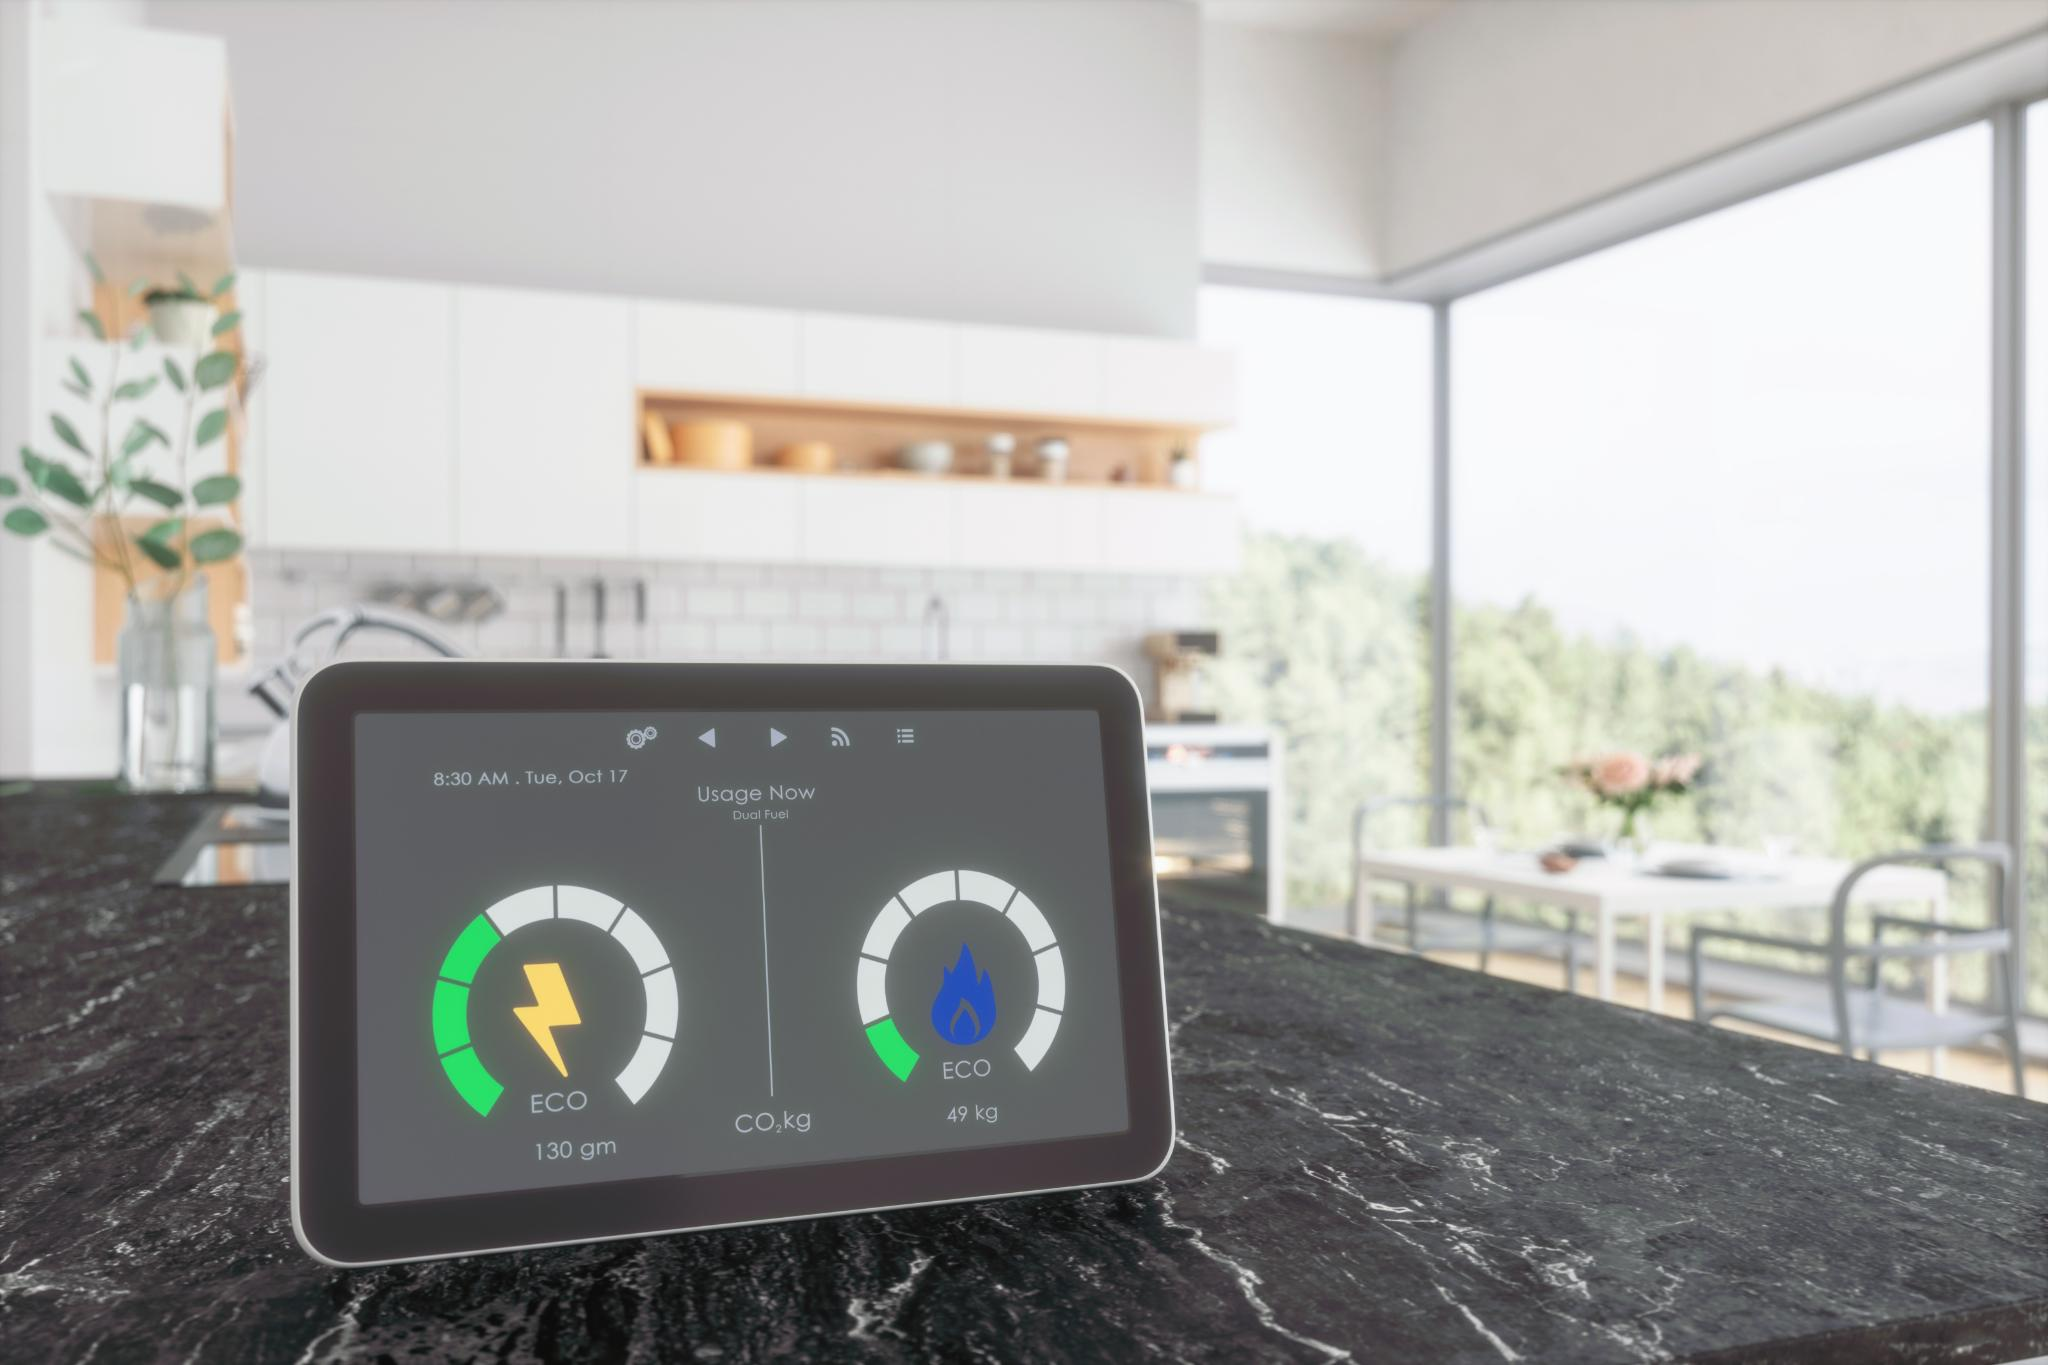 8:30 AM . Tue, Oct 17
Usage Now
Dual Fuel
ECO
130 gm
CO₂kg
ECO
49 kg